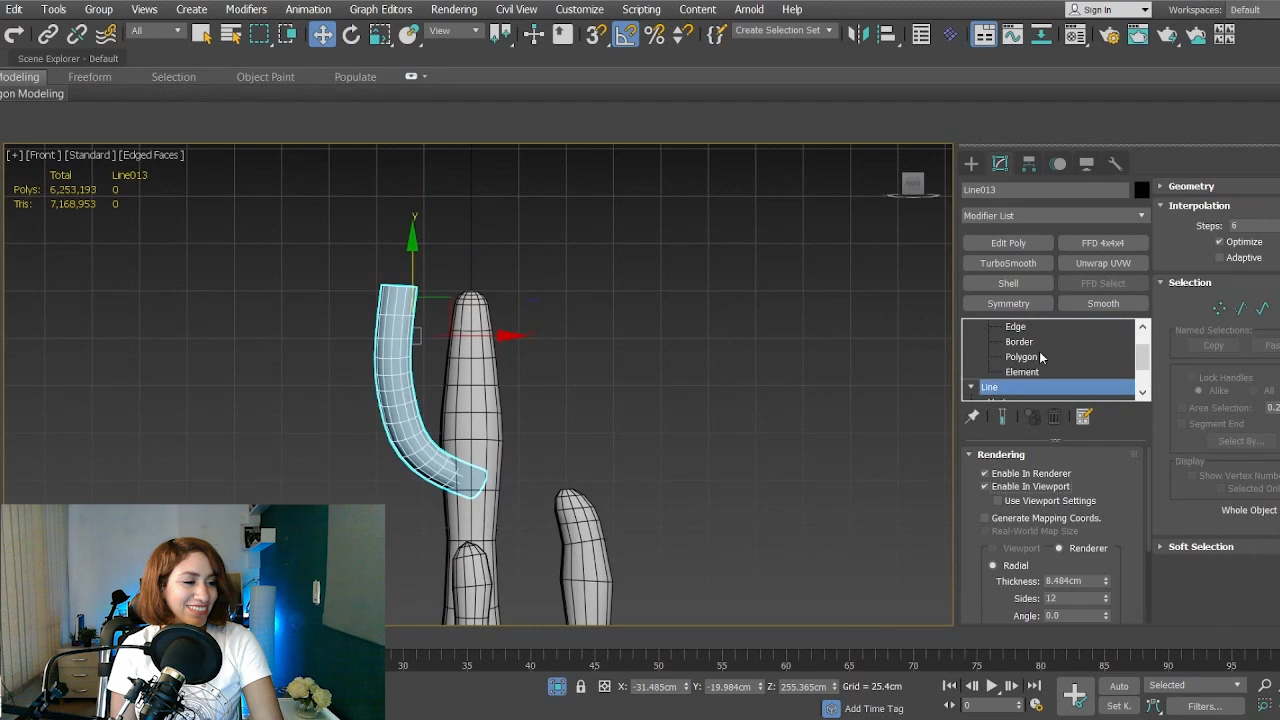 Edit Tools Group Views Create Modifiers Animation Graph Editors Rendering Civil View Customize Scripting Content Arnold Help Sign In Workspaces: Default
All View Create Selection Set
Scene Explorer - Default
Modeling Freeform Selection Object Paint Populate
gon Modeling
[+] [Front] [Standard] [Edged Faces]
Total Line013
Polys: 6,253,193 0
Tris: 7,168,953 0
y
Line013
Modifier List
Edit Poly FFD 4x4x4
TurboSmooth Unwrap UVW
Shell FFD Select
Symmetry Smooth
Edge
Border
Polygon
Element
Line
Rendering
Enable In Renderer
Enable In Viewport
Use Viewport Settings
Generate Mapping Coords.
Real-World Map Size
Viewport Renderer
Radial
Thickness: 8.484cm
Sides: 12
Angle: 0.0
Geometry
Interpolation
Steps: 6
Optimize
Adaptive
Selection
Named Selections:
Copy Pas
Lock Handles
Alike All
Area Selection: 0.2
Segment End
Select By...
Display
Show Vertex Number
Selected Onl
Whole Object
Soft Selection
30 35 40 45 50 55 60 65 70 75 80 85 90 95
X: -31.485cm Y: -19.984cm Z: 255.365cm Grid = 25.4cm
Add Time Tag
0
Auto Selected
Set K. Filters...